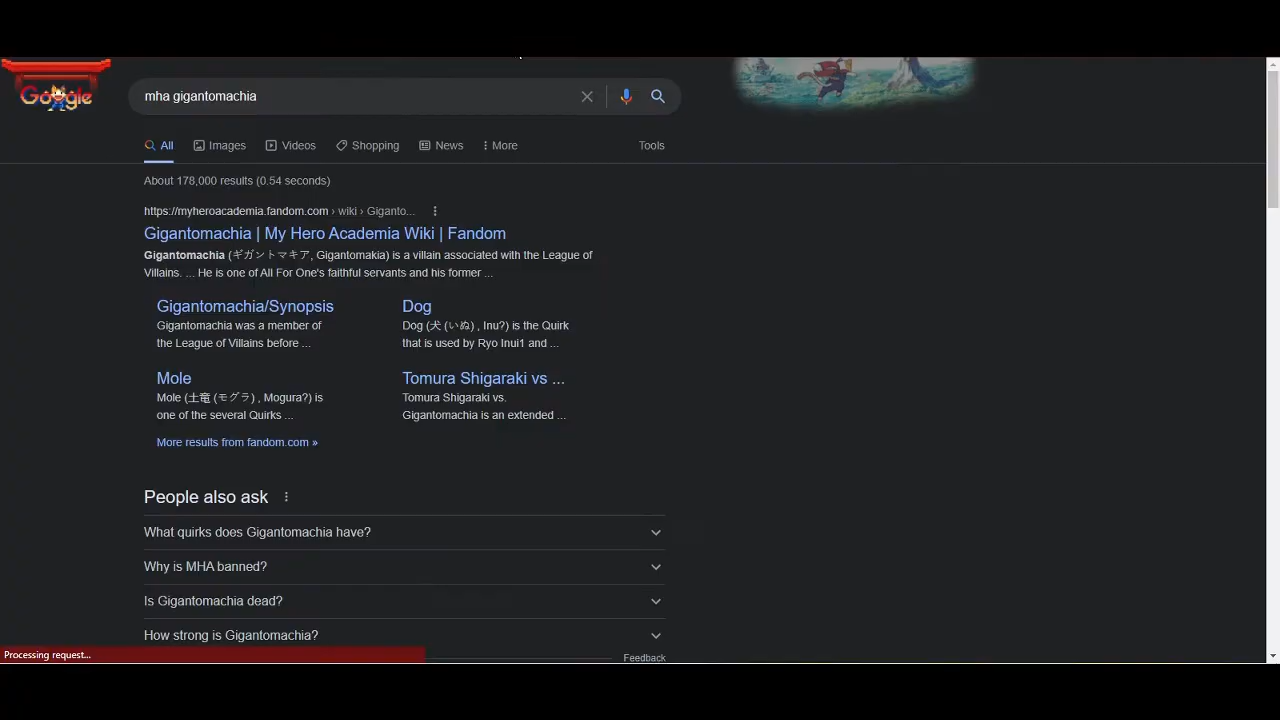 Google
mha gigantomachia
All Images Videos Shopping News More Tools
About 178,000 results (0.54 seconds)
https://myheroacademia.fandom.com › wiki › Giganto...
Gigantomachia | My Hero Academia Wiki | Fandom
Gigantomachia (ギガントマキア, Gigantomakia) is a villain associated with the League of
Villains. ... He is one of All For One's faithful servants and his former ...
Gigantomachia/Synopsis
Gigantomachia was a member of
the League of Villains before ...
Dog
Dog (犬 (いぬ) , Inu?) is the Quirk
that is used by Ryo Inui1 and ...
Mole
Mole (土竜 (モグラ) , Mogura?) is
one of the several Quirks ...
Tomura Shigaraki vs ...
Tomura Shigaraki vs.
Gigantomachia is an extended ...
More results from fandom.com »
People also ask
What quirks does Gigantomachia have?
Why is MHA banned?
Is Gigantomachia dead?
How strong is Gigantomachia?
Processing request...
Feedback